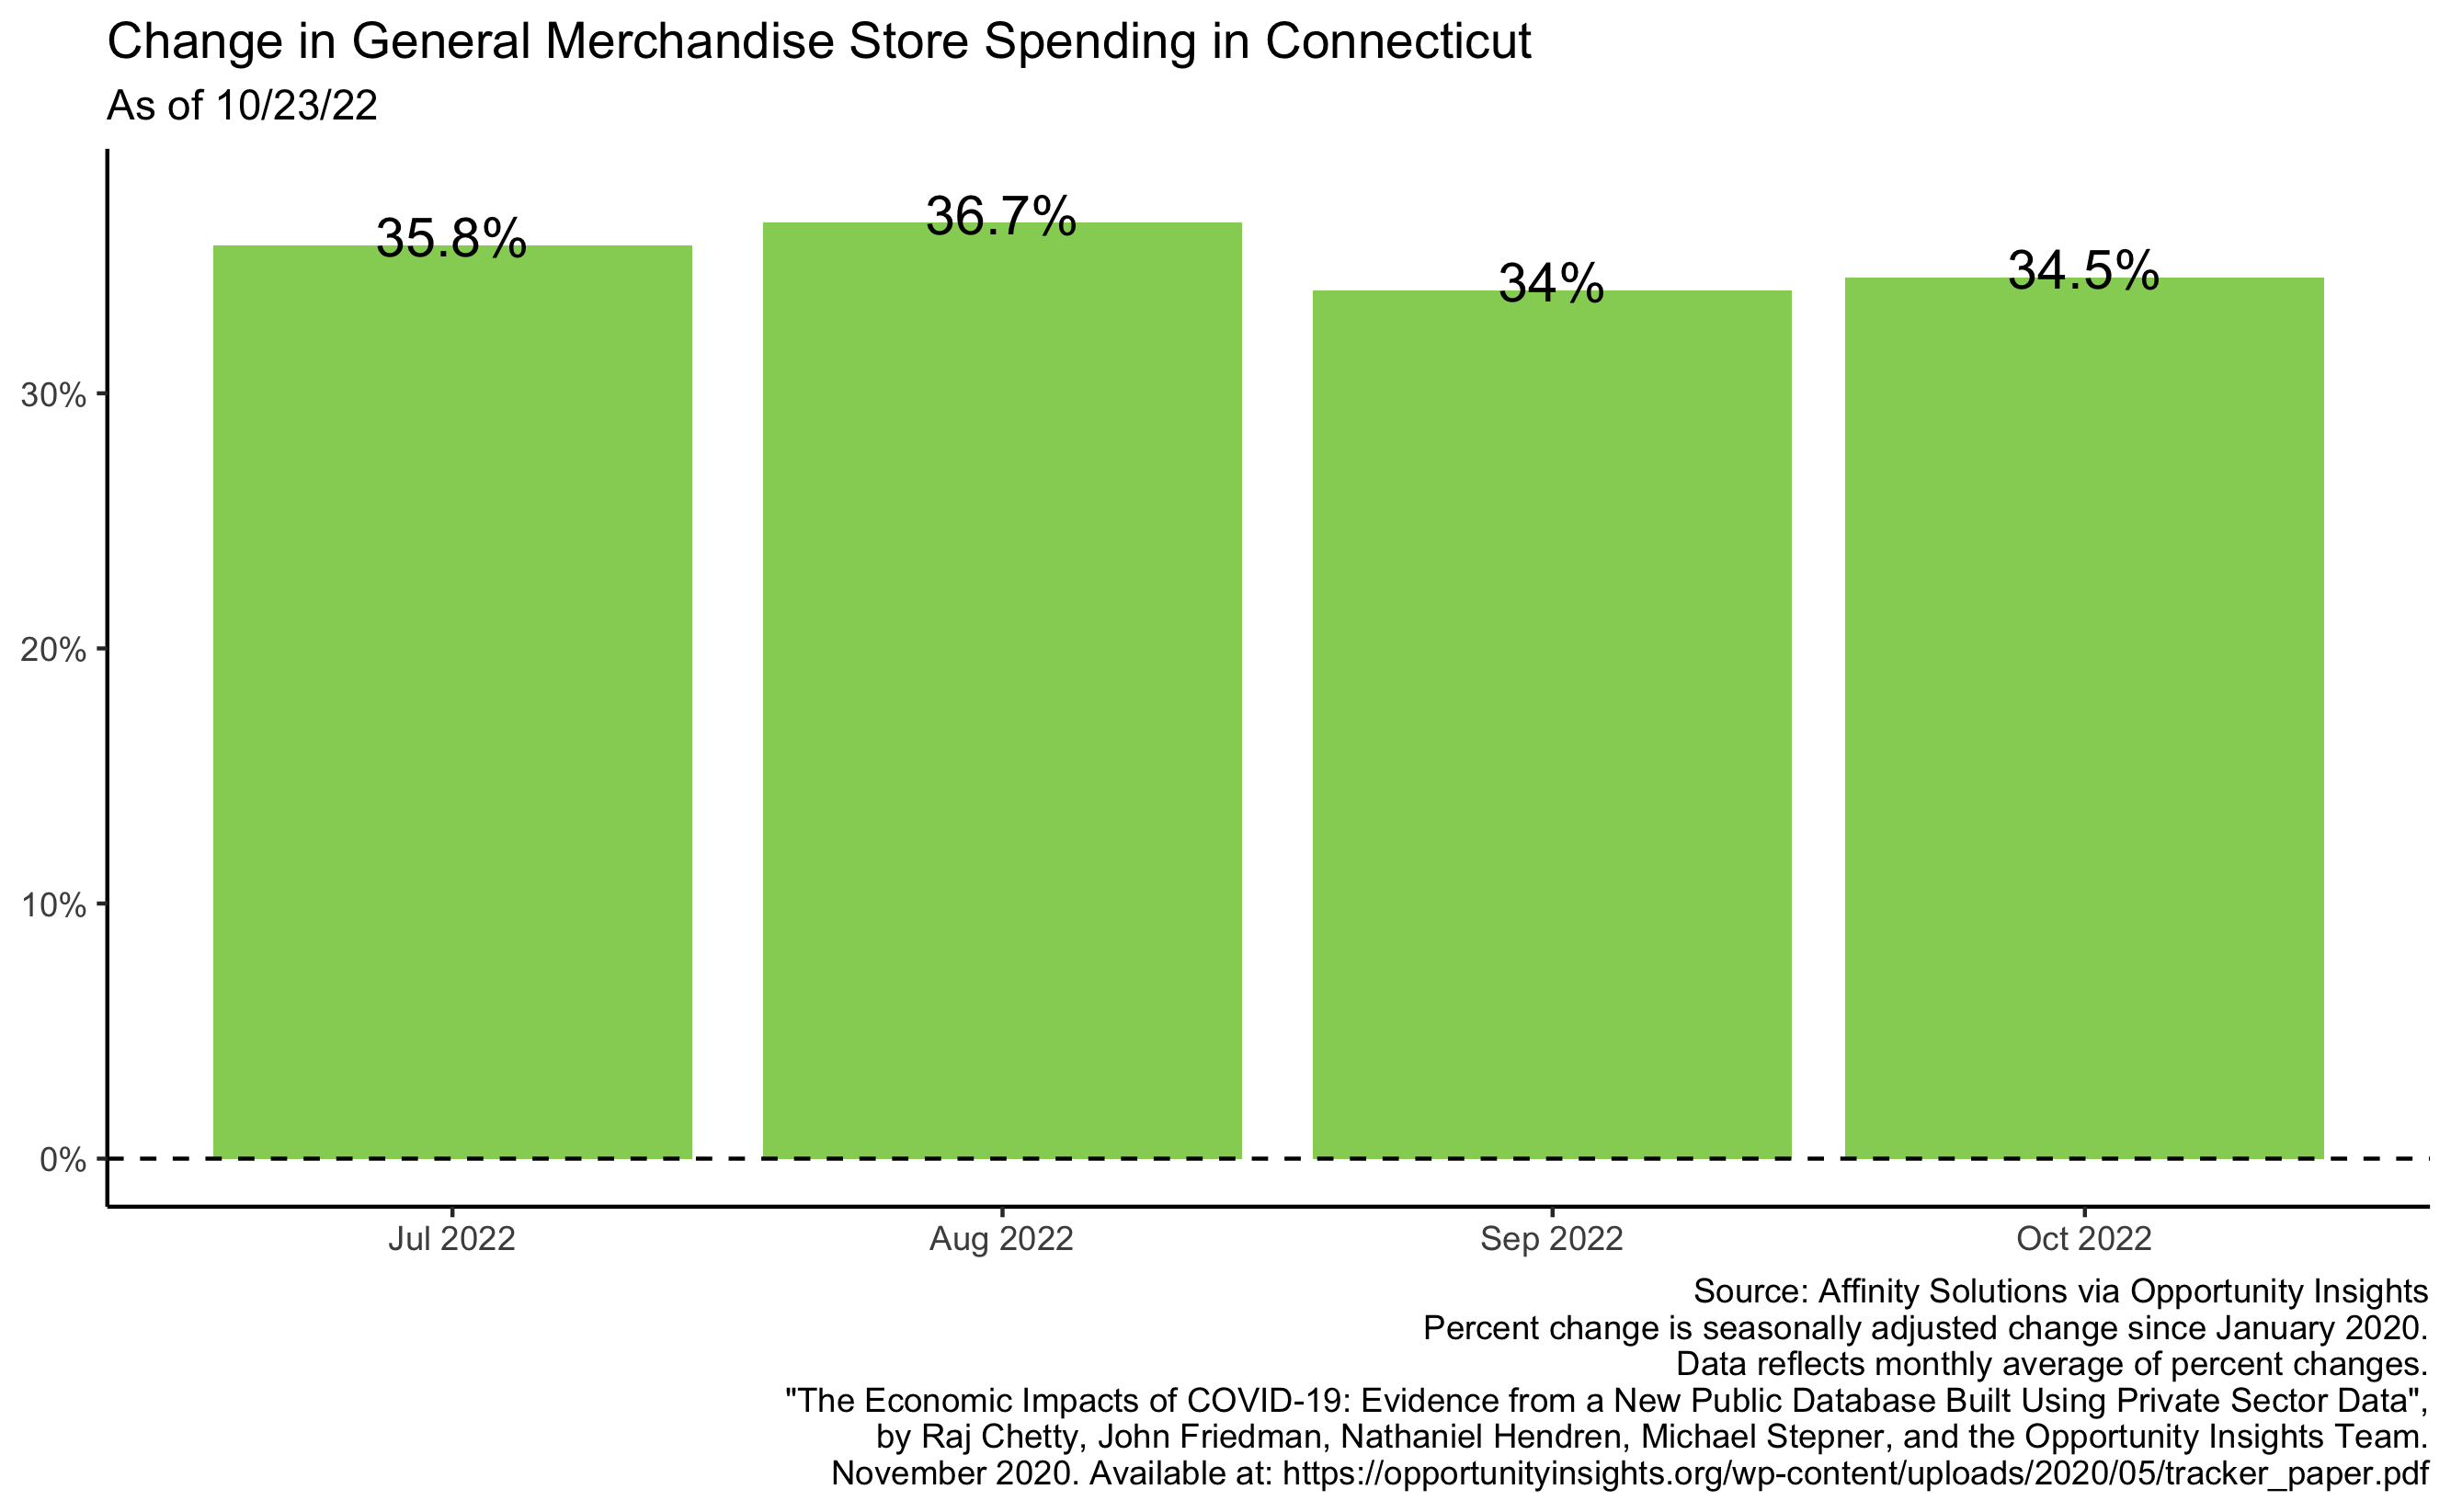 Change in General Merchandise Store Spending in Connecticut
As of 10/23/22
35.8%
36.7%
34%
34.5%
30%
20%
10%
0%
Jul 2022
Aug 2022
Sep 2022
Oct 2022
Source: Affinity Solutions via Opportunity Insights
Percent change is seasonally adjusted change since January 2020.
Data reflects monthly average of percent changes.
"The Economic Impacts of COVID-19: Evidence from a New Public Database Built Using Private Sector Data",
by Raj Chetty, John Friedman, Nathaniel Hendren, Michael Stepner, and the Opportunity Insights Team.
November 2020. Available at: https://opportunityinsights.org/wp-content/uploads/2020/05/tracker_paper.pdf